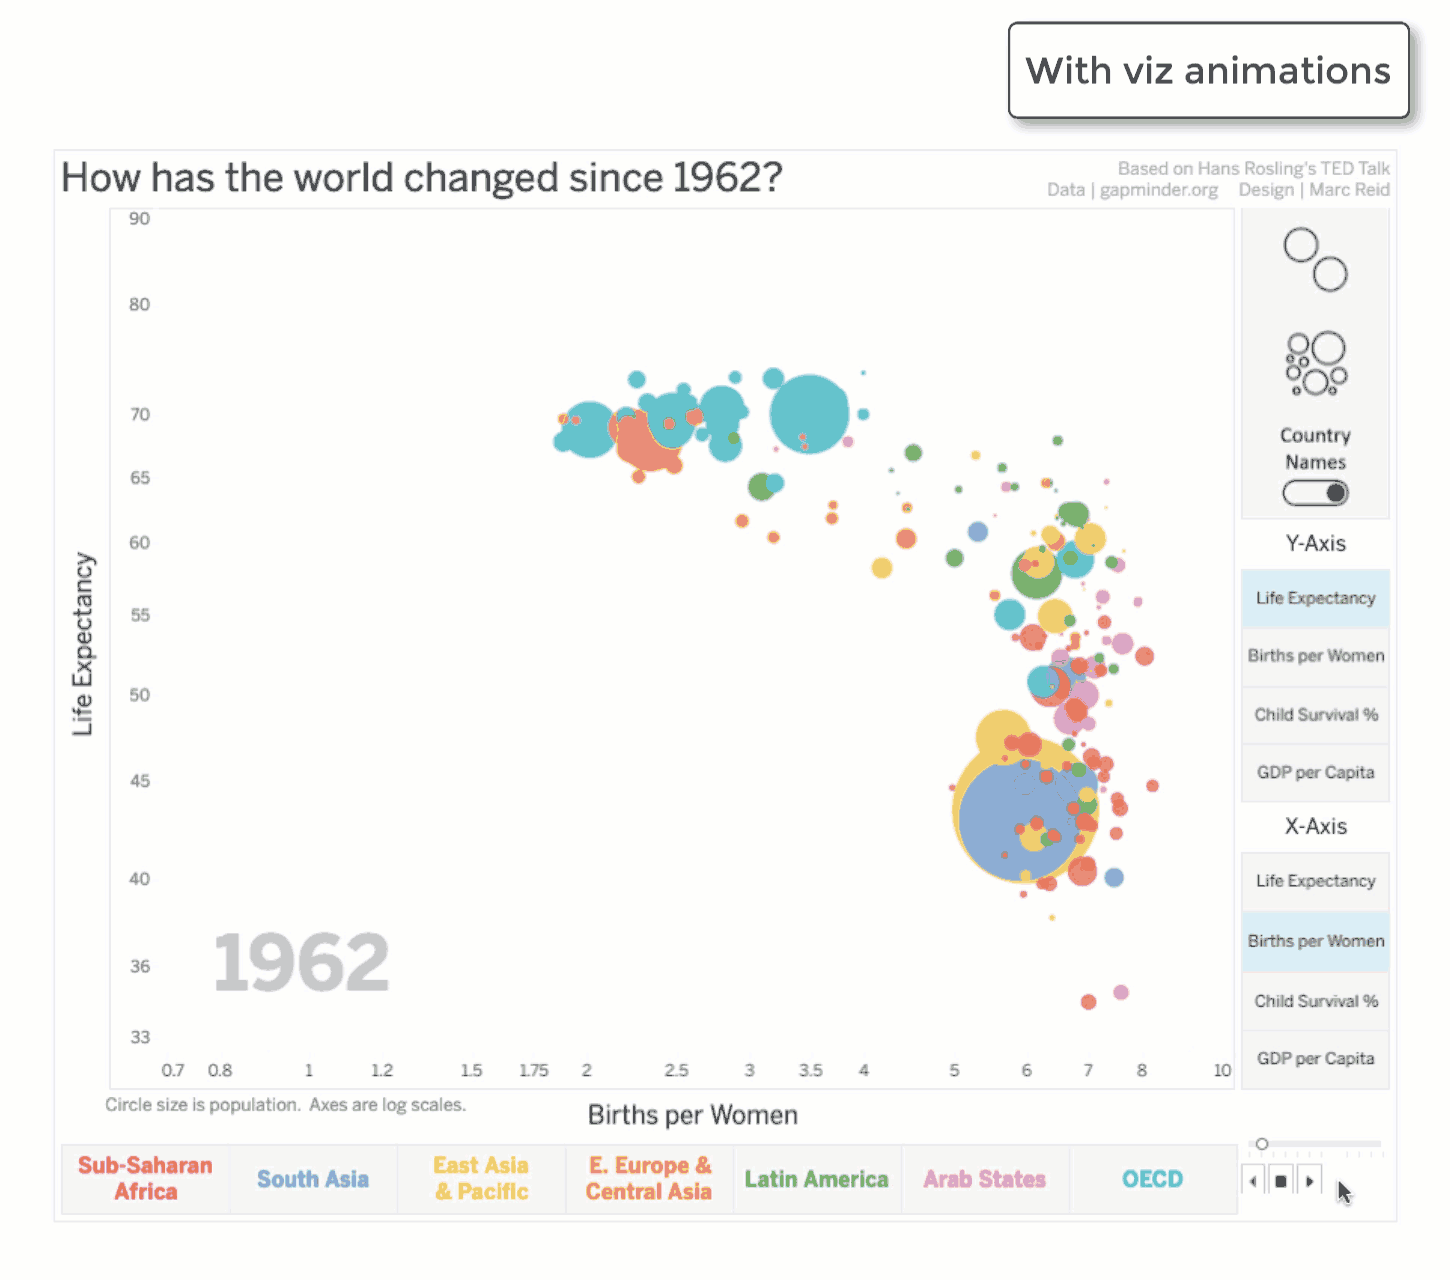 With viz animations
How has the world changed since 1962?
Based on Hans Rosling's TED Talk
Data | gapminder.org Design | Marc Reid
90
80
70
65
60
55
50
45
40
36
33
Life Expectancy
1962
0.7 0.8 1 1.2 1.5 1.75 2 2.5 3 3.5 4 5 6 7 8 10
Circle size is population. Axes are log scales.
Births per Women
Country
Names
Y-Axis
Life Expectancy
Births per Women
Child Survival %
GDP per Capita
X-Axis
Life Expectancy
Births per Women
Child Survival %
GDP per Capita
Sub-Saharan
Africa
South Asia
East Asia
& Pacific
E. Europe &
Central Asia
Latin America
Arab States
OECD